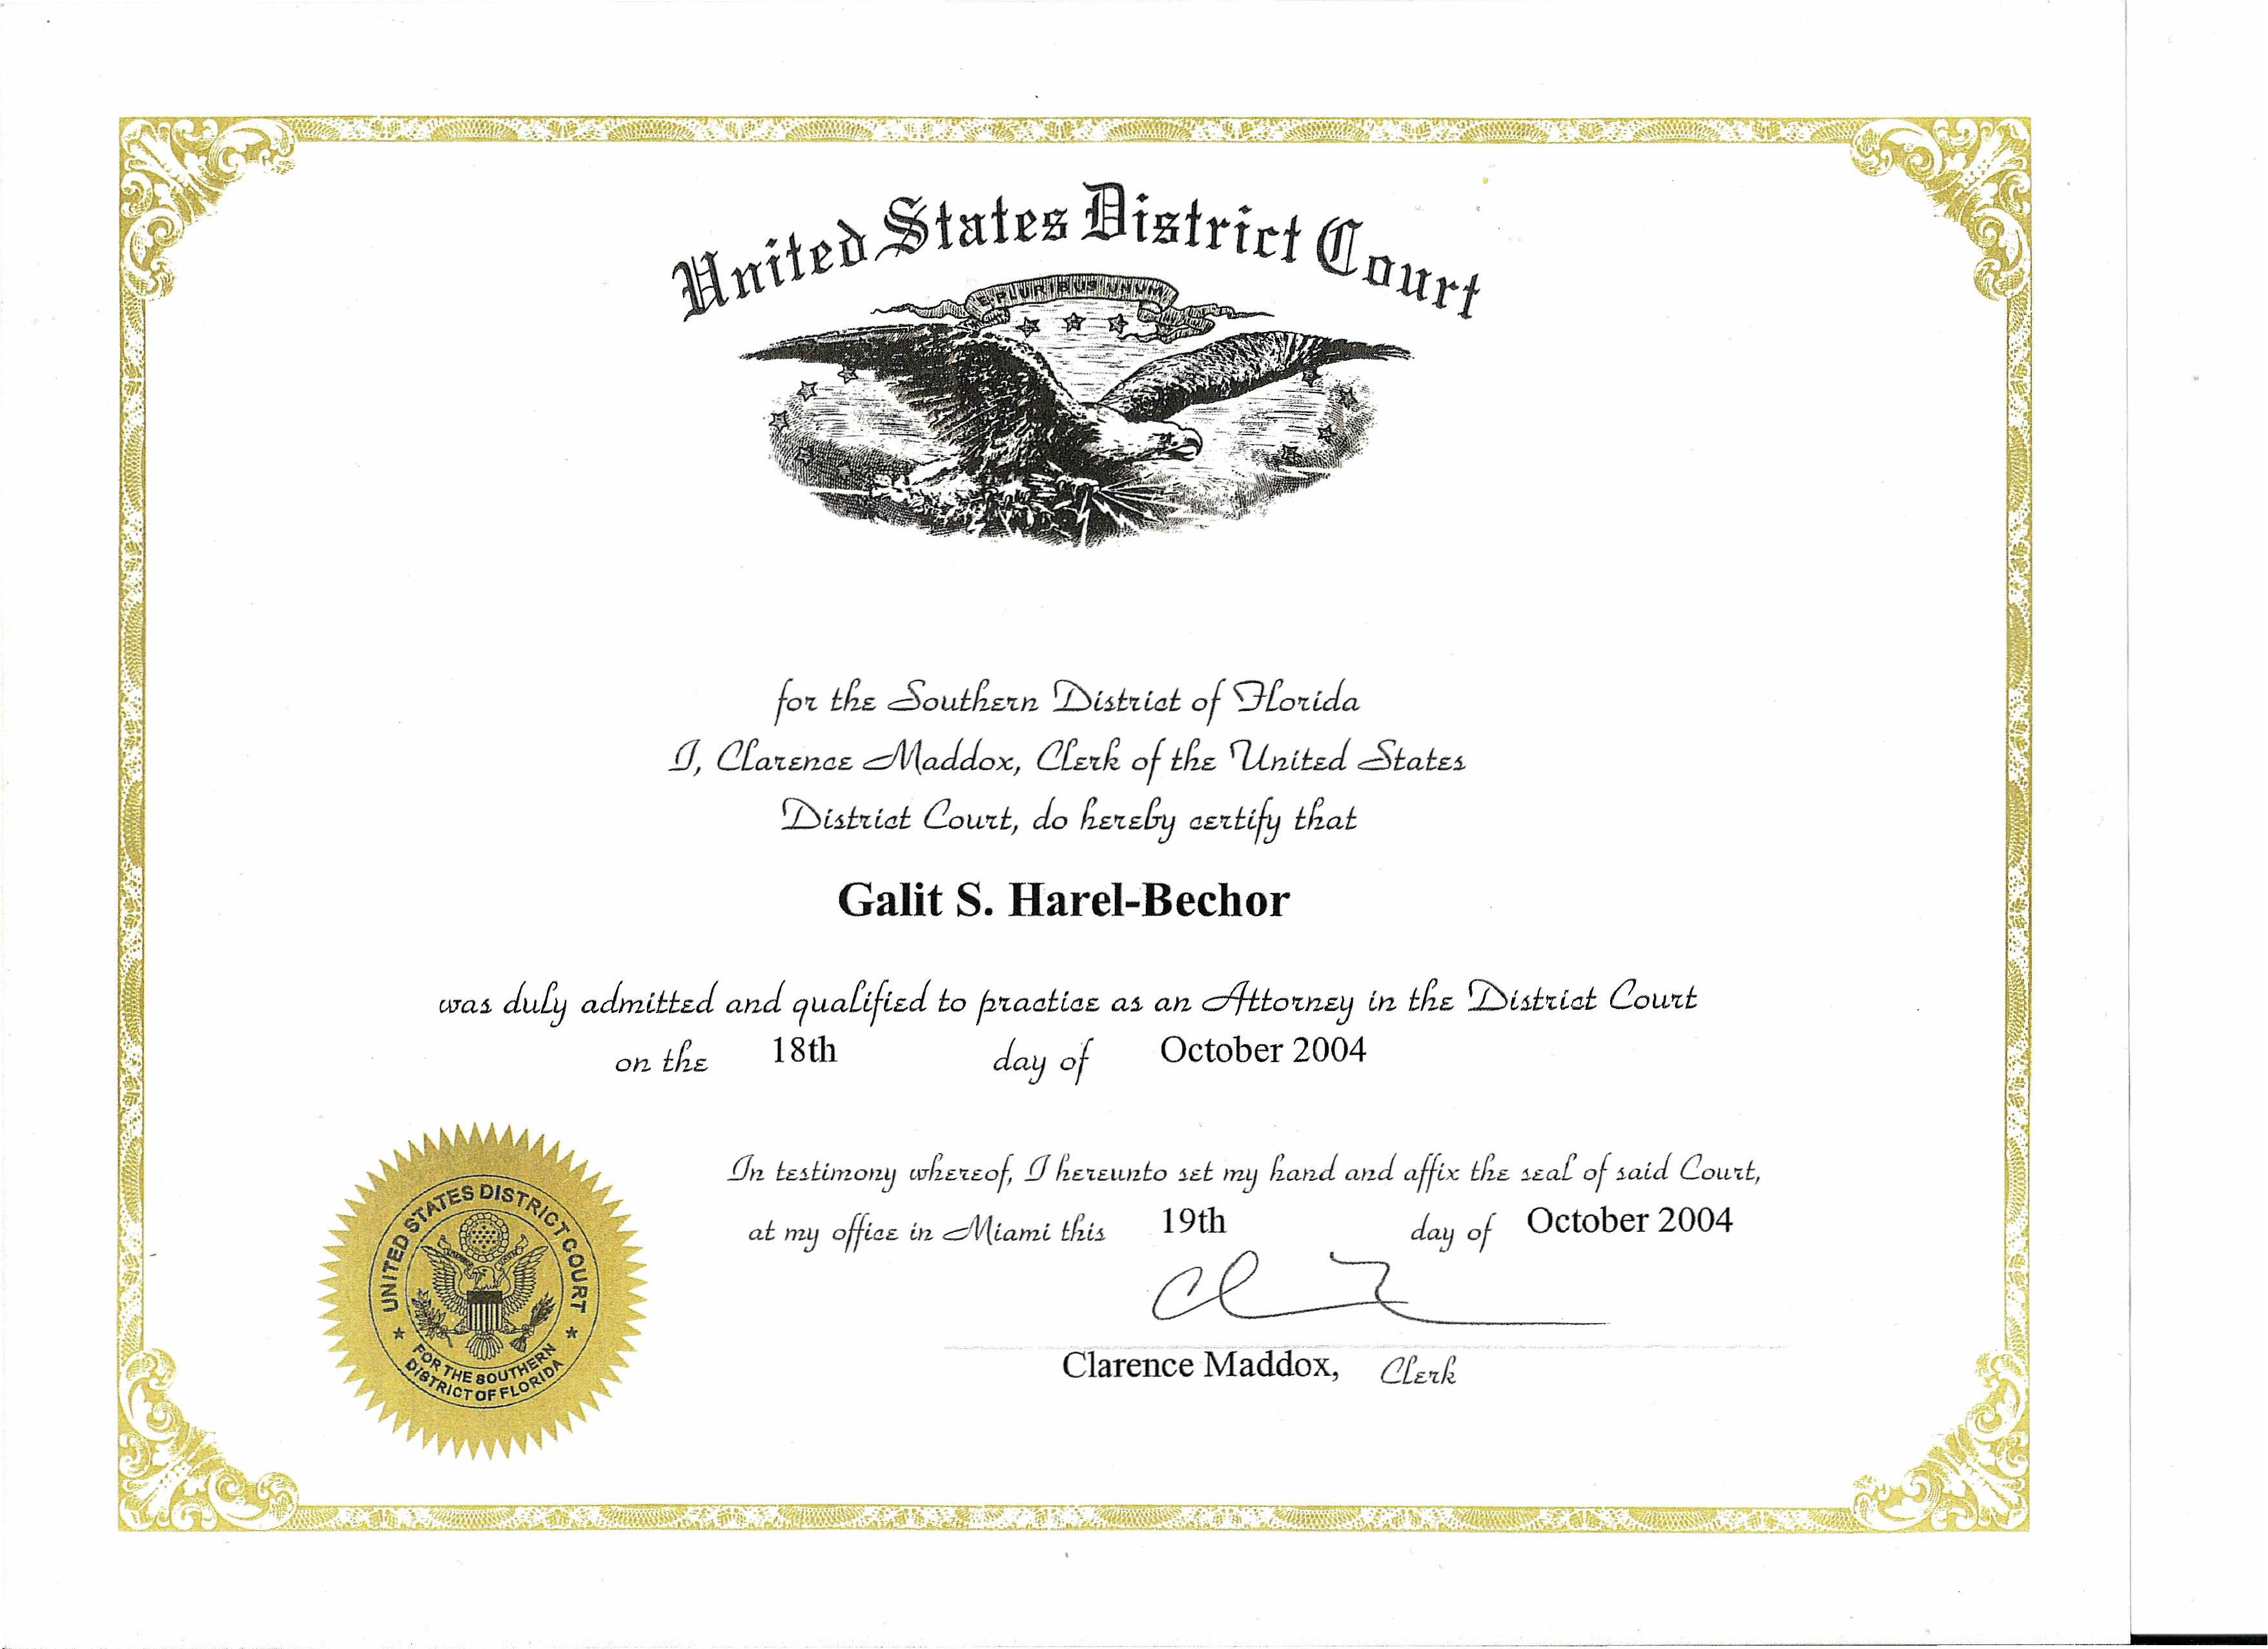 United States District Court
E PLURIBUS UNUM
for the Southern District of Florida
I, Clarence Maddox, Clerk of the United States
District Court, do hereby certify that
Galit S. Harel-Bechor
was duly admitted and qualified to practice as an Attorney in the District Court
on the 18th day of October 2004
In testimony whereof, I hereunto set my hand and affix the seal of said Court,
at my office in Miami this 19th day of October 2004
Clarence Maddox, Clerk
UNITED STATES DISTRICT COURT
FOR THE SOUTHERN
DISTRICT OF FLORIDA